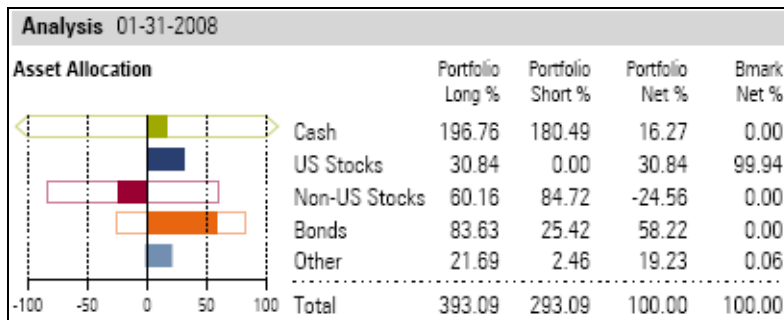 Analysis 01-31-2008
Asset Allocation Portfolio Portfolio Portfolio Bmark
Long % Short % Net % Net %
Cash 196.76 180.49 16.27 0.00
US Stocks 30.84 0.00 30.84 99.94
Non-US Stocks 60.16 84.72 -24.56 0.00
Bonds 83.63 25.42 58.22 0.00
Other 21.69 2.46 19.23 0.06
-100 -50 0 50 100 Total 393.09 293.09 100.00 100.00